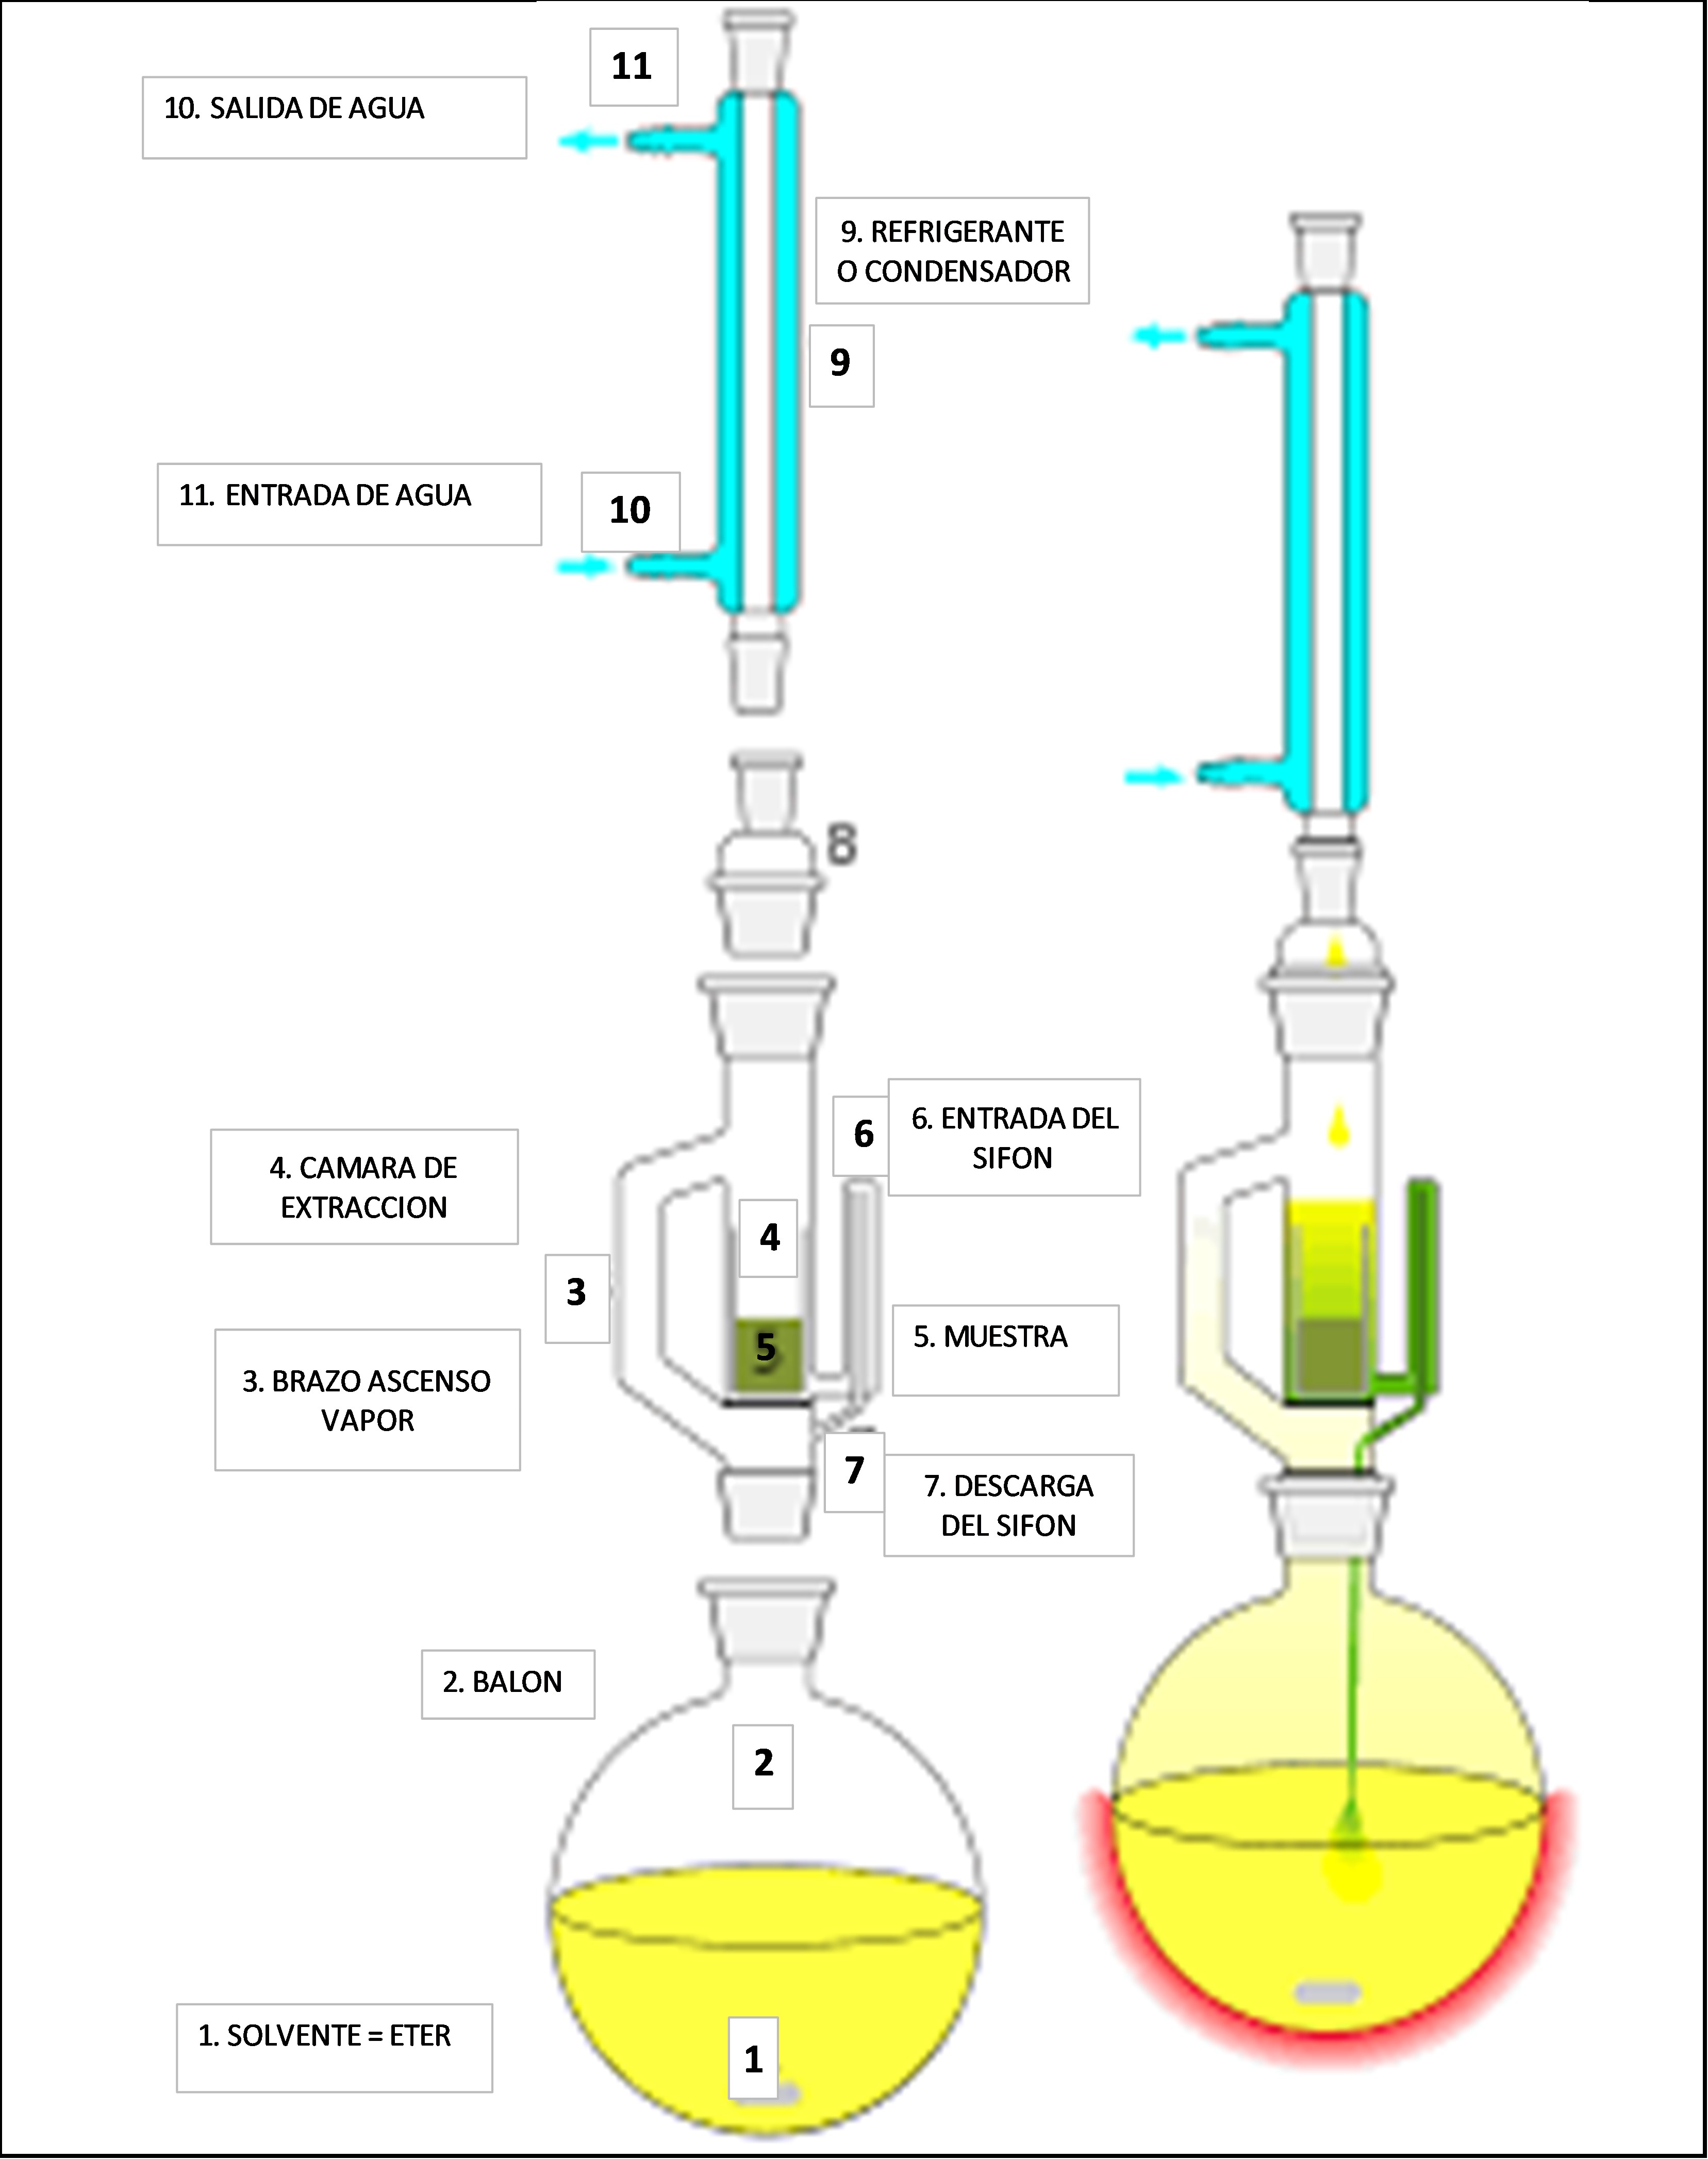 11
10. SALIDA DE AGUA
9. REFRIGERANTE
O CONDENSADOR
9
11. ENTRADA DE AGUA
10
8
6
6. ENTRADA DEL
SIFON
4. CAMARA DE
EXTRACCION
4
3
5. MUESTRA
5
3. BRAZO ASCENSO
VAPOR
7
7. DESCARGA
DEL SIFON
2. BALON
2
1. SOLVENTE = ETER
1